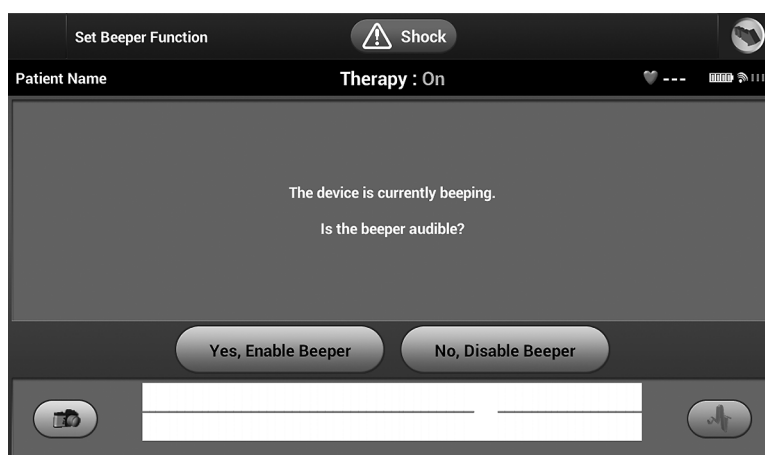 Set Beeper Function
Shock
Patient Name
Therapy : On
---
The device is currently beeping.
Is the beeper audible?
Yes, Enable Beeper
No, Disable Beeper